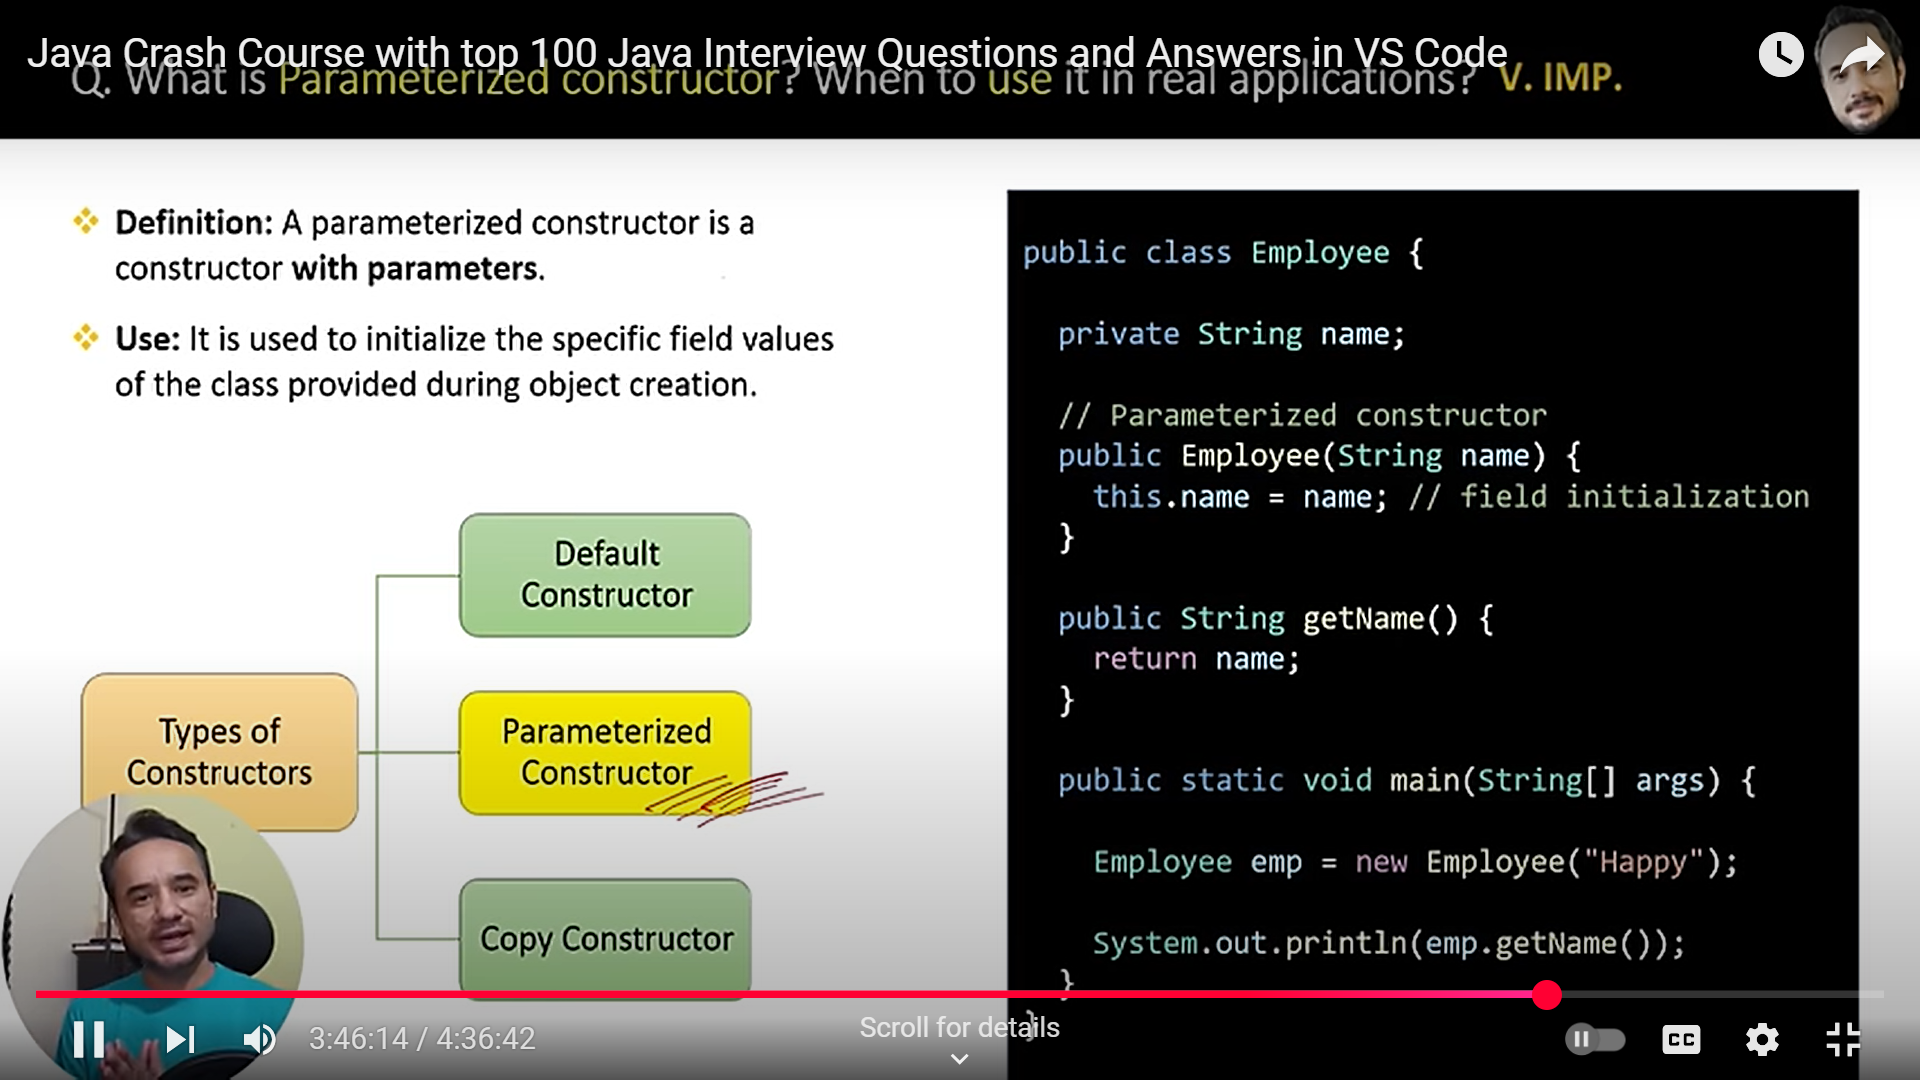 Java Crash Course with top 100 Java Interview Questions and Answers in VS Code
Q. What is Parameterized constructor? When to use it in real applications? V. IMP.
Definition: A parameterized constructor is a
constructor with parameters.
Use: It is used to initialize the specific field values
of the class provided during object creation.
Types of
Constructors
Default
Constructor
Parameterized
Constructor
Copy Constructor
public class Employee {
private String name;
// Parameterized constructor
public Employee(String name) {
this.name = name; // field initialization
}
public String getName() {
return name;
}
public static void main(String[] args) {
Employee emp = new Employee("Happy");
System.out.println(emp.getName());
}
}
3:46:14 / 4:36:42
Scroll for details
CC